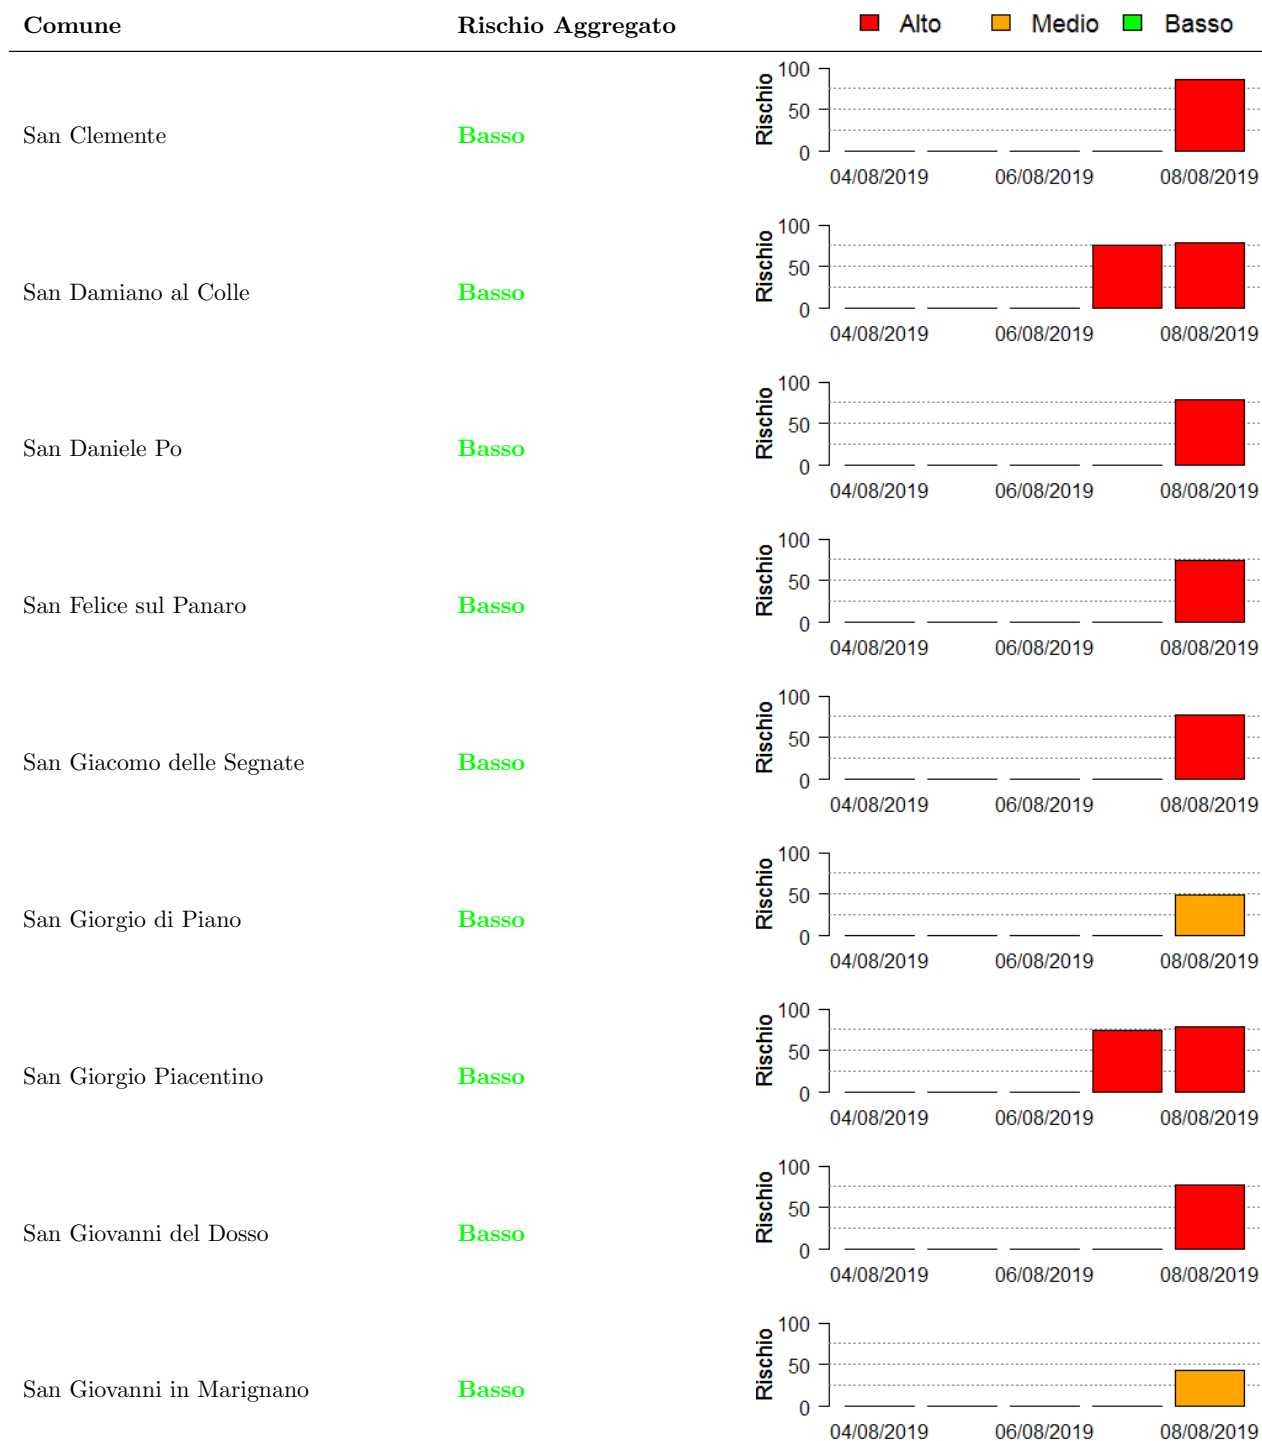 Comune Rischio Aggregato Alto Medio Basso
100
50
0
Rischio
San Clemente Basso
04/08/2019 06/08/2019 08/08/2019
100
50
0
Rischio
San Damiano al Colle Basso
04/08/2019 06/08/2019 08/08/2019
100
50
0
Rischio
San Daniele Po Basso
04/08/2019 06/08/2019 08/08/2019
100
50
0
Rischio
San Felice sul Panaro Basso
04/08/2019 06/08/2019 08/08/2019
100
50
0
Rischio
San Giacomo delle Segnate Basso
04/08/2019 06/08/2019 08/08/2019
100
50
0
Rischio
San Giorgio di Piano Basso
04/08/2019 06/08/2019 08/08/2019
100
50
0
Rischio
San Giorgio Piacentino Basso
04/08/2019 06/08/2019 08/08/2019
100
50
0
Rischio
San Giovanni del Dosso Basso
04/08/2019 06/08/2019 08/08/2019
100
50
0
Rischio
San Giovanni in Marignano Basso
04/08/2019 06/08/2019 08/08/2019